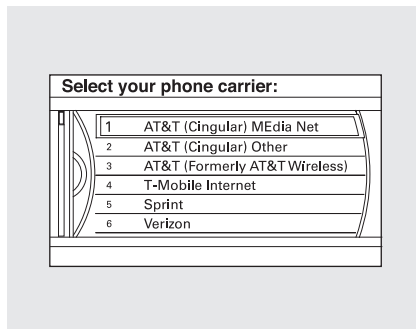 Select your phone carrier:
1 AT&T (Cingular) MEdia Net
2 AT&T (Cingular) Other
3 AT&T (Formerly AT&T Wireless)
4 T-Mobile Internet
5 Sprint
6 Verizon